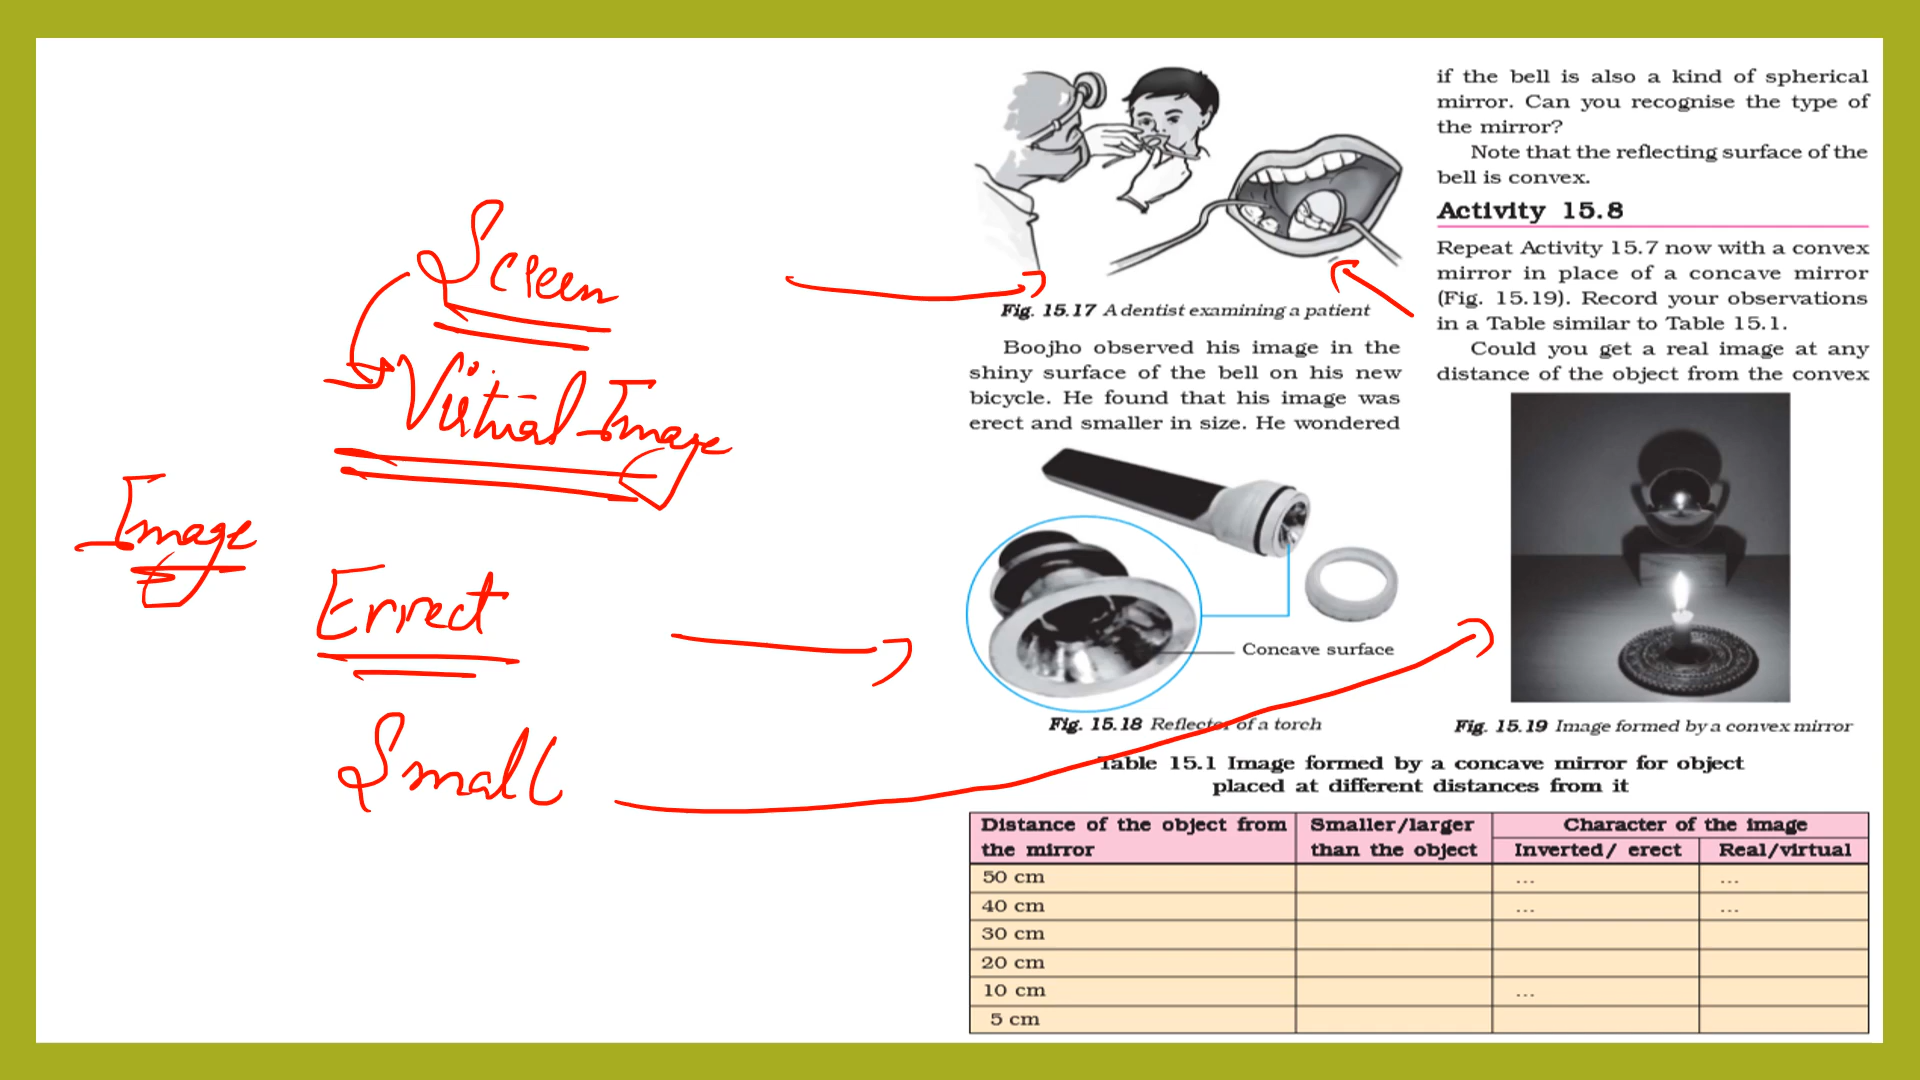 Screen
Virtual Image
Image
Errect
Small
Fig. 15.17 A dentist examining a patient
Boojho observed his image in the
shiny surface of the bell on his new
bicycle. He found that his image was
erect and smaller in size. He wondered
Concave surface
Fig. 15.18 Reflector of a torch
if the bell is also a kind of spherical
mirror. Can you recognise the type of
the mirror?
Note that the reflecting surface of the
bell is convex.
Activity 15.8
Repeat Activity 15.7 now with a convex
mirror in place of a concave mirror
(Fig. 15.19). Record your observations
in a Table similar to Table 15.1.
Could you get a real image at any
distance of the object from the convex
Fig. 15.19 Image formed by a convex mirror
Table 15.1 Image formed by a concave mirror for object
placed at different distances from it
Distance of the object from the mirror Smaller/larger than the object Character of the image
Inverted/ erect Real/virtual
50 cm ... ...
40 cm ... ...
30 cm
20 cm
10 cm ...
5 cm